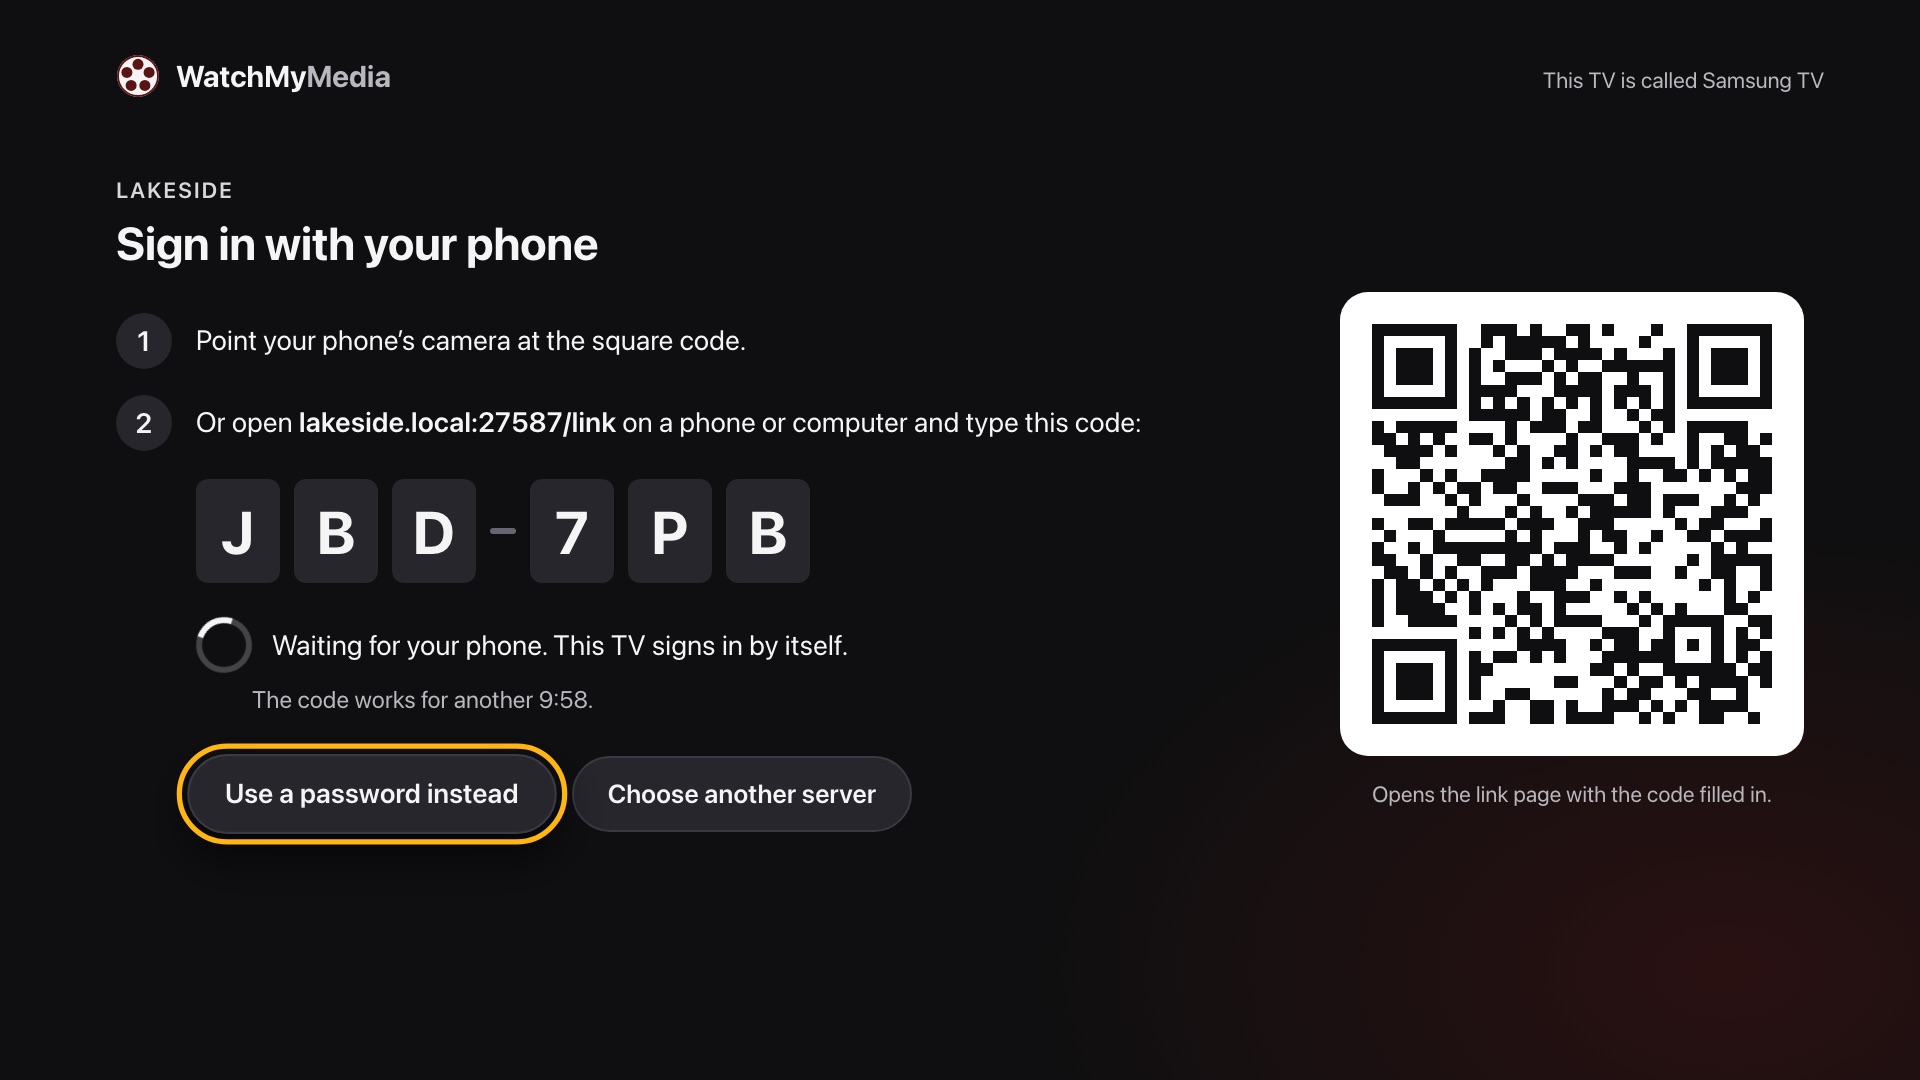 WatchMyMedia
This TV is called Samsung TV
LAKESIDE
Sign in with your phone
1 Point your phone’s camera at the square code.
2 Or open lakeside.local:27587/link on a phone or computer and type this code:
J B D – 7 P B
Waiting for your phone. This TV signs in by itself.
The code works for another 9:58.
Use a password instead
Choose another server
Opens the link page with the code filled in.